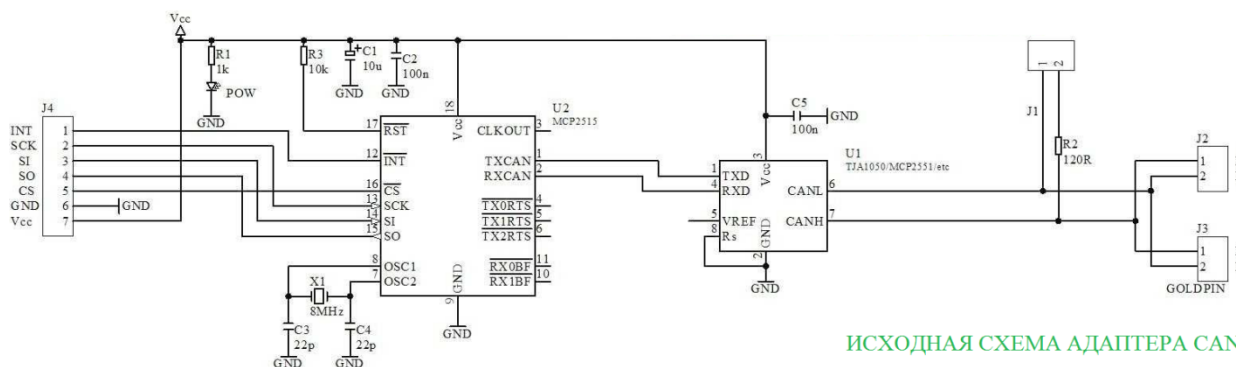 Vcc
R1
1k
POW
GND
R3
10k
C1
10u
GND
C2
100n
GND
J4
INT 1
SCK 2
SI 3
SO 4
CS 5
GND 6 GND
Vcc 7
U2
MCP2515
18
Vcc
17 RST
12 INT
16 CS
13 SCK
14 SI
15 SO
8 OSC1
7 OSC2
9 GND
GND
CLKOUT 3
TXCAN 1
RXCAN 2
TX0RTS 4
TX1RTS 5
TX2RTS 6
RX0BF 11
RX1BF 10
X1
8MHz
C3
22p
GND
C4
22p
GND
C5
100n
GND
U1
TJA1050/MCP2551/etc
3
Vcc
1 TXD
4 RXD
5 VREF
8 Rs
CANL 6
CANH 7
2 GND
GND
1 2
J1
R2
120R
J2
1
2
J3
1
2
GOLDPIN
ИСХОДНАЯ СХЕМА АДАПТЕРА CAN